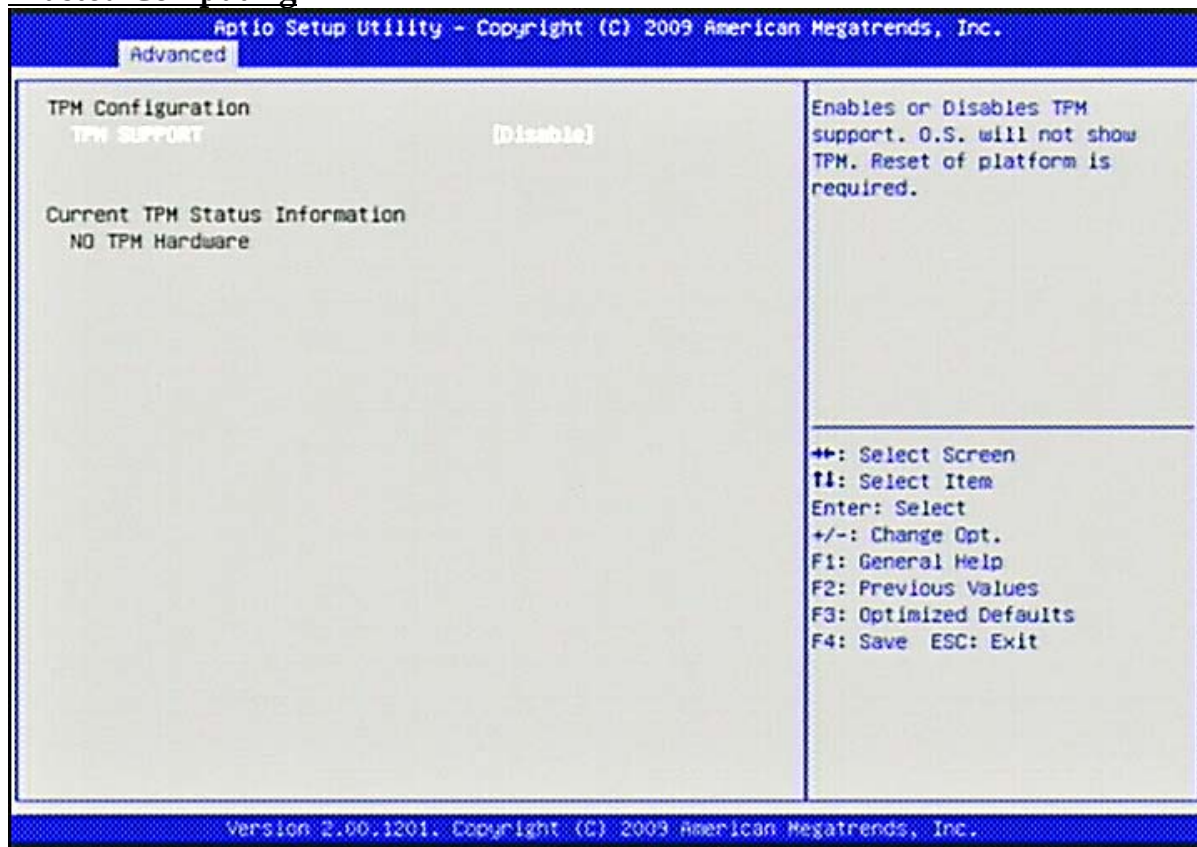 Aptio Setup Utility - Copyright (C) 2009 American Megatrends, Inc.
Advanced
TPM Configuration
TPM SUPPORT [Disable]
Current TPM Status Information
NO TPM Hardware
Enables or Disables TPM
support. O.S. will not show
TPM. Reset of platform is
required.
→←: Select Screen
↑↓: Select Item
Enter: Select
+/-: Change Opt.
F1: General Help
F2: Previous Values
F3: Optimized Defaults
F4: Save ESC: Exit
Version 2.00.1201. Copyright (C) 2009 American Megatrends, Inc.